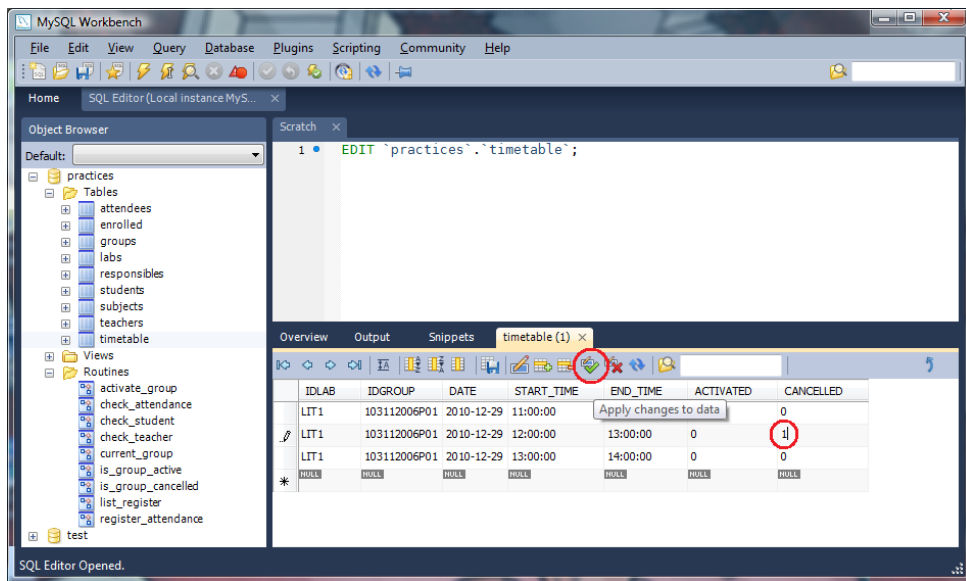 MySQL Workbench
File Edit View Query Database Plugins Scripting Community Help
Home SQL Editor (Local instance MyS...
Object Browser
Default:
practices
Tables
attendees
enrolled
groups
labs
responsibles
students
subjects
teachers
timetable
Views
Routines
activate_group
check_attendance
check_student
check_teacher
current_group
is_group_active
is_group_cancelled
list_register
register_attendance
test
Scratch
1 EDIT `practices`.`timetable`;
Overview Output Snippets timetable (1)
IDLAB IDGROUP DATE START_TIME END_TIME ACTIVATED CANCELLED
LIT1 103112006P01 2010-12-29 11:00:00 0
Apply changes to data
LIT1 103112006P01 2010-12-29 12:00:00 13:00:00 0 1
LIT1 103112006P01 2010-12-29 13:00:00 14:00:00 0 0
NULL NULL NULL NULL NULL NULL NULL
SQL Editor Opened.